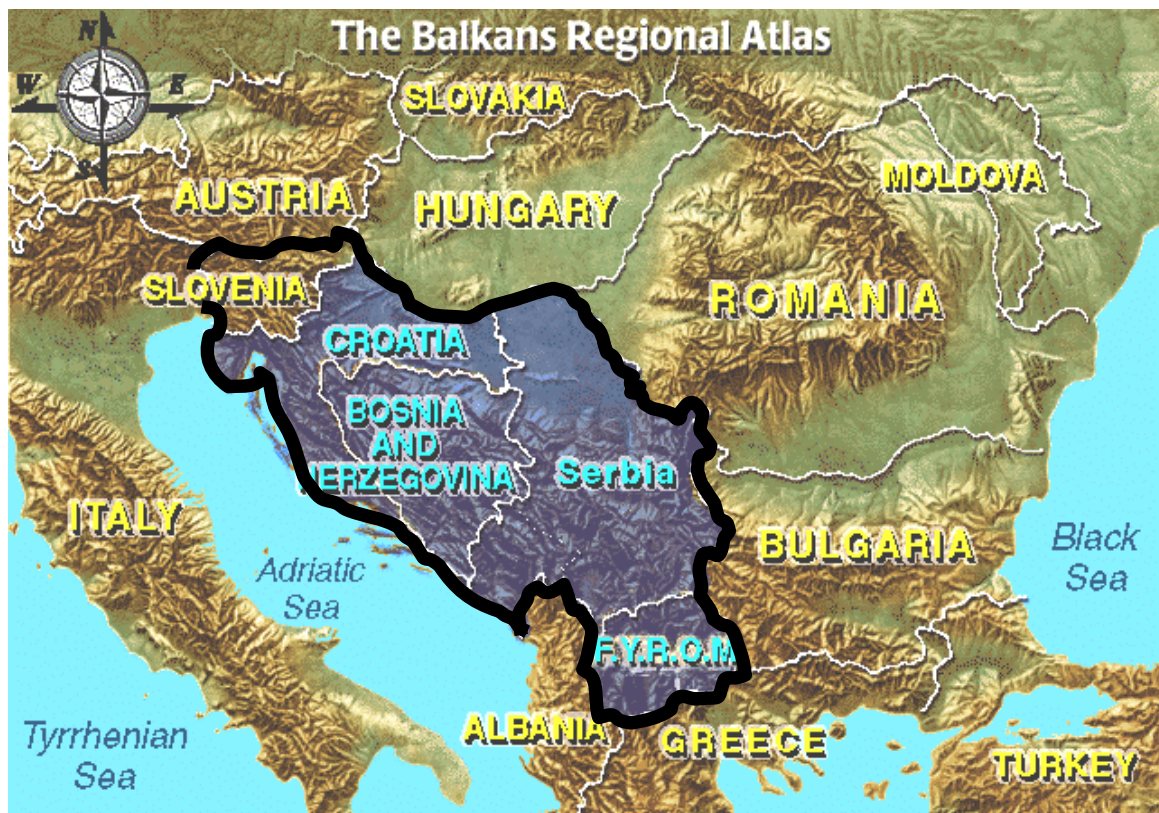 The Balkans Regional Atlas
N
W E
S
SLOVAKIA
MOLDOVA
AUSTRIA
HUNGARY
SLOVENIA
ROMANIA
CROATIA
BOSNIA
AND
HERZEGOVINA
Serbia
ITALY
BULGARIA
Black
Sea
Adriatic
Sea
F.Y.R.O.M
ALBANIA
GREECE
Tyrrhenian
Sea
TURKEY